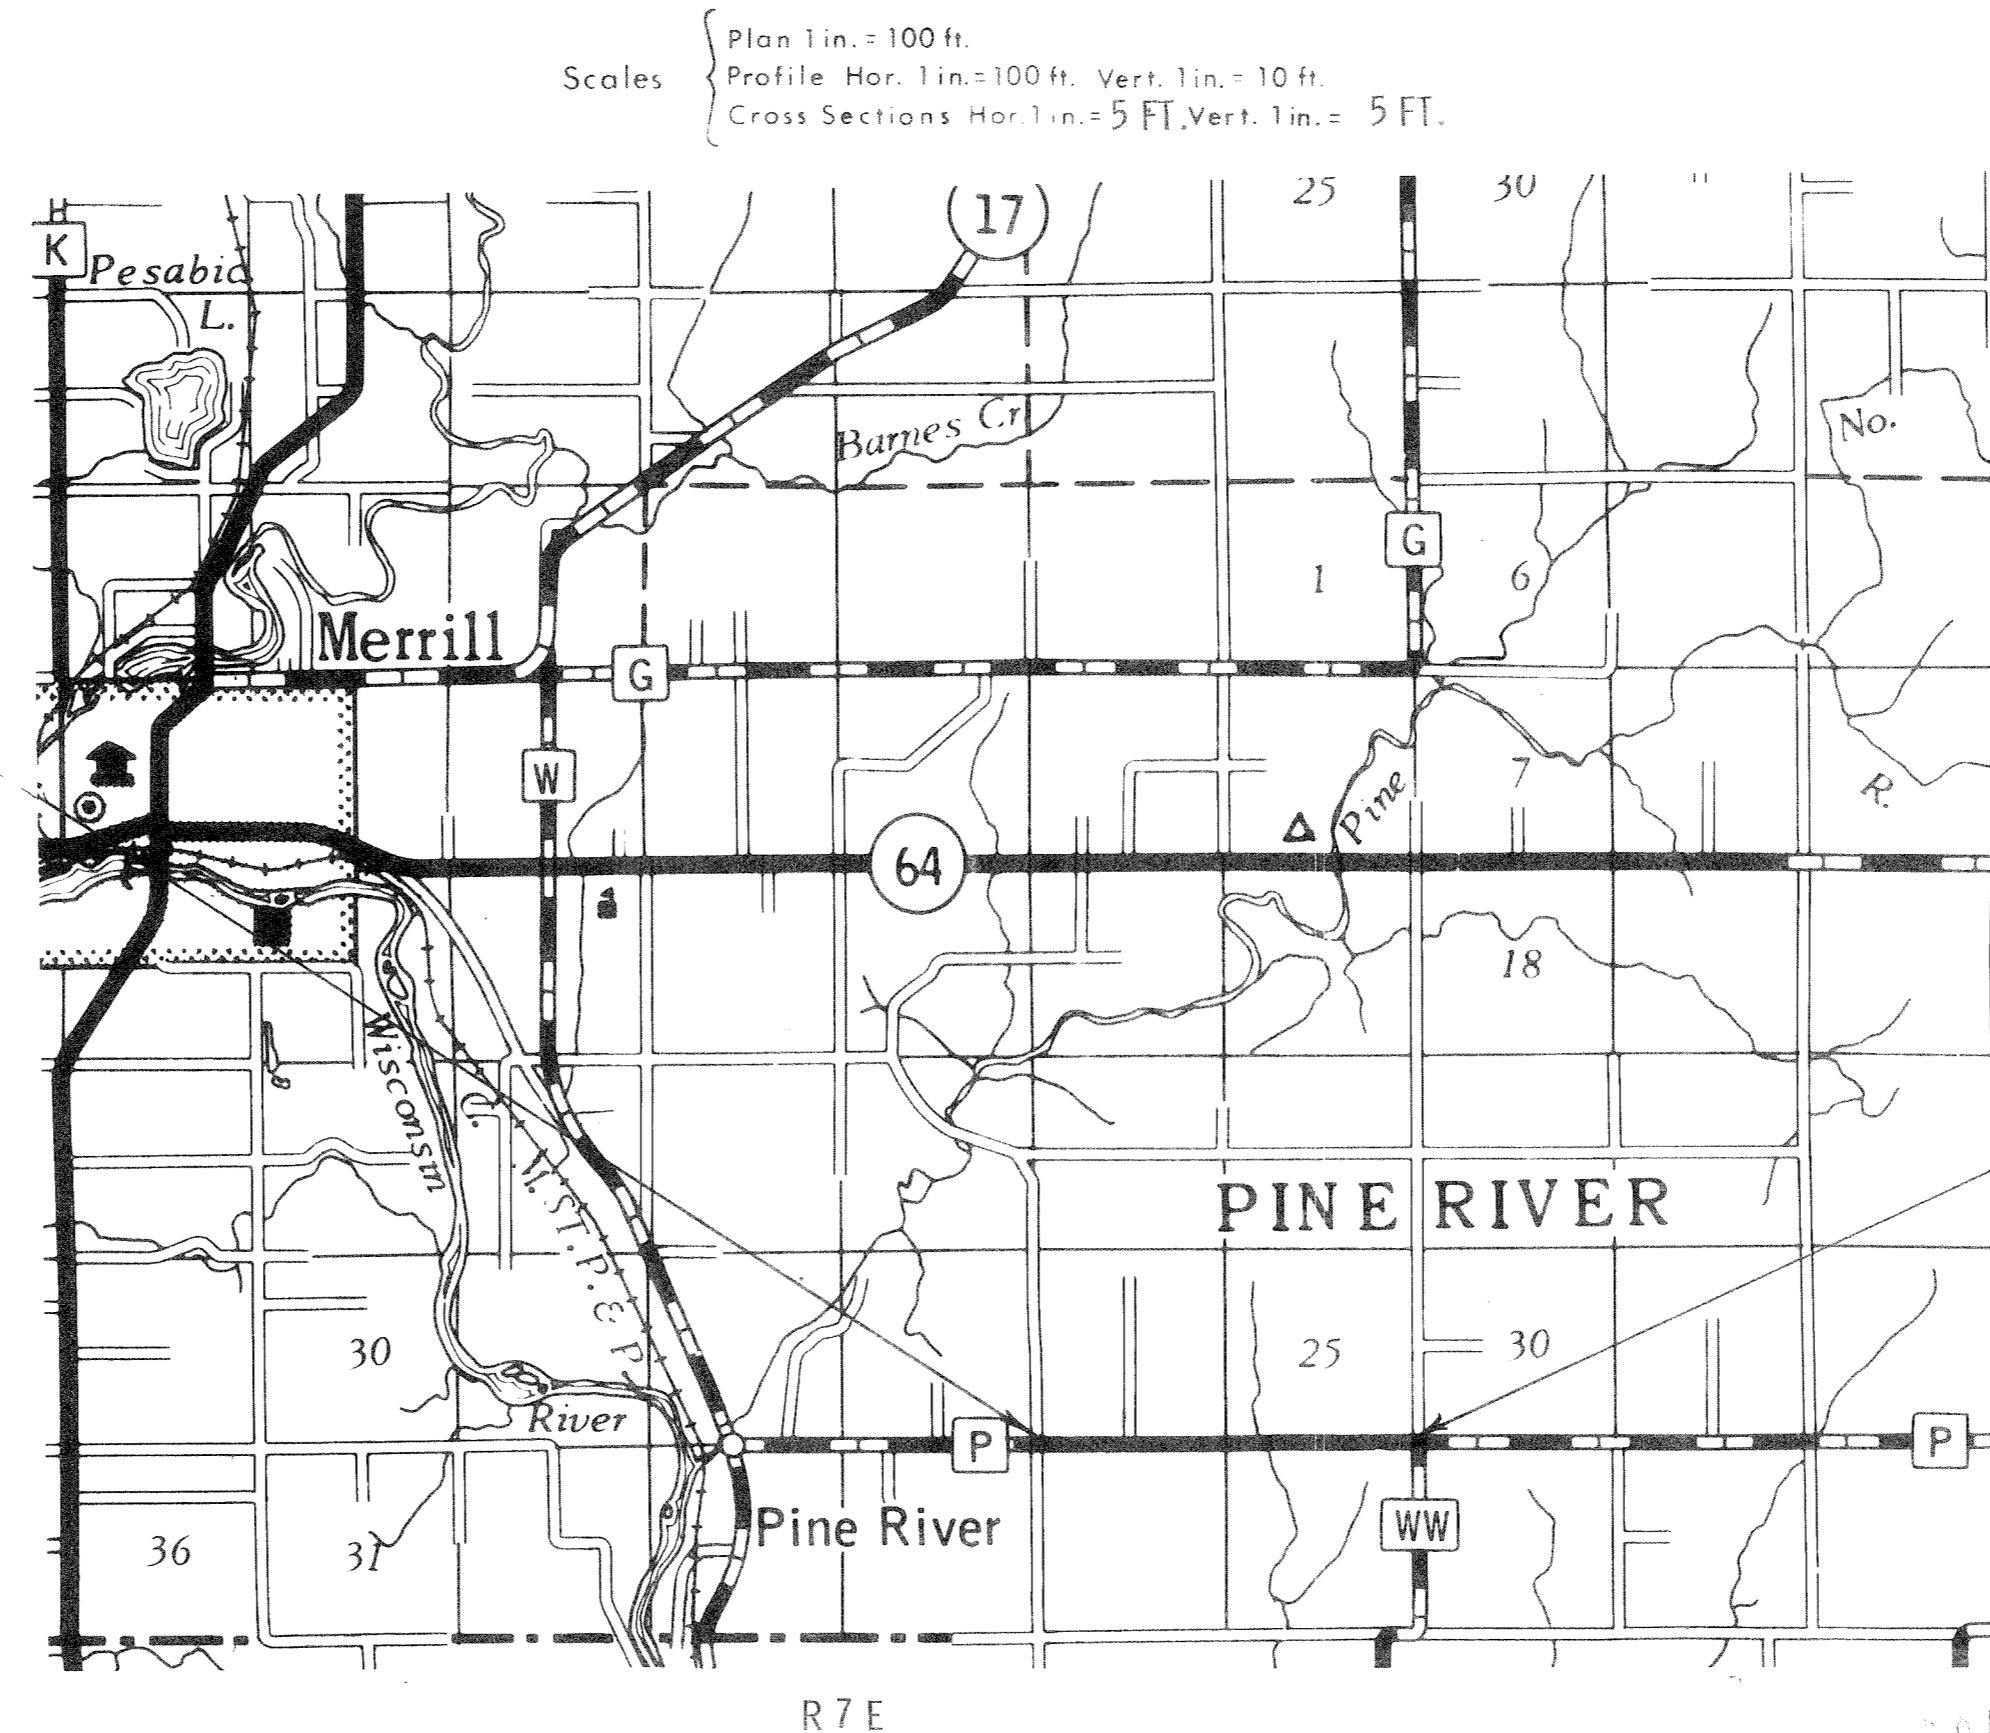 Plan 1 in. = 100 ft.
Scales
Profile Hor. 1 in. = 100 ft. Vert. 1 in. = 10 ft.
Cross Sections Hor. 1 in. = 5 FT. Vert. 1 in. = 5 FT.
25
30
17
K
Pesabic
L.
Barnes Cr.
No.
G
1
6
Merrill
G
W
7
Pine
R.
64
18
Wisconsin
C.
M. ST. P. & P.
PINE RIVER
30
25
30
River
P
P
Pine River
WW
36
31
R 7 E